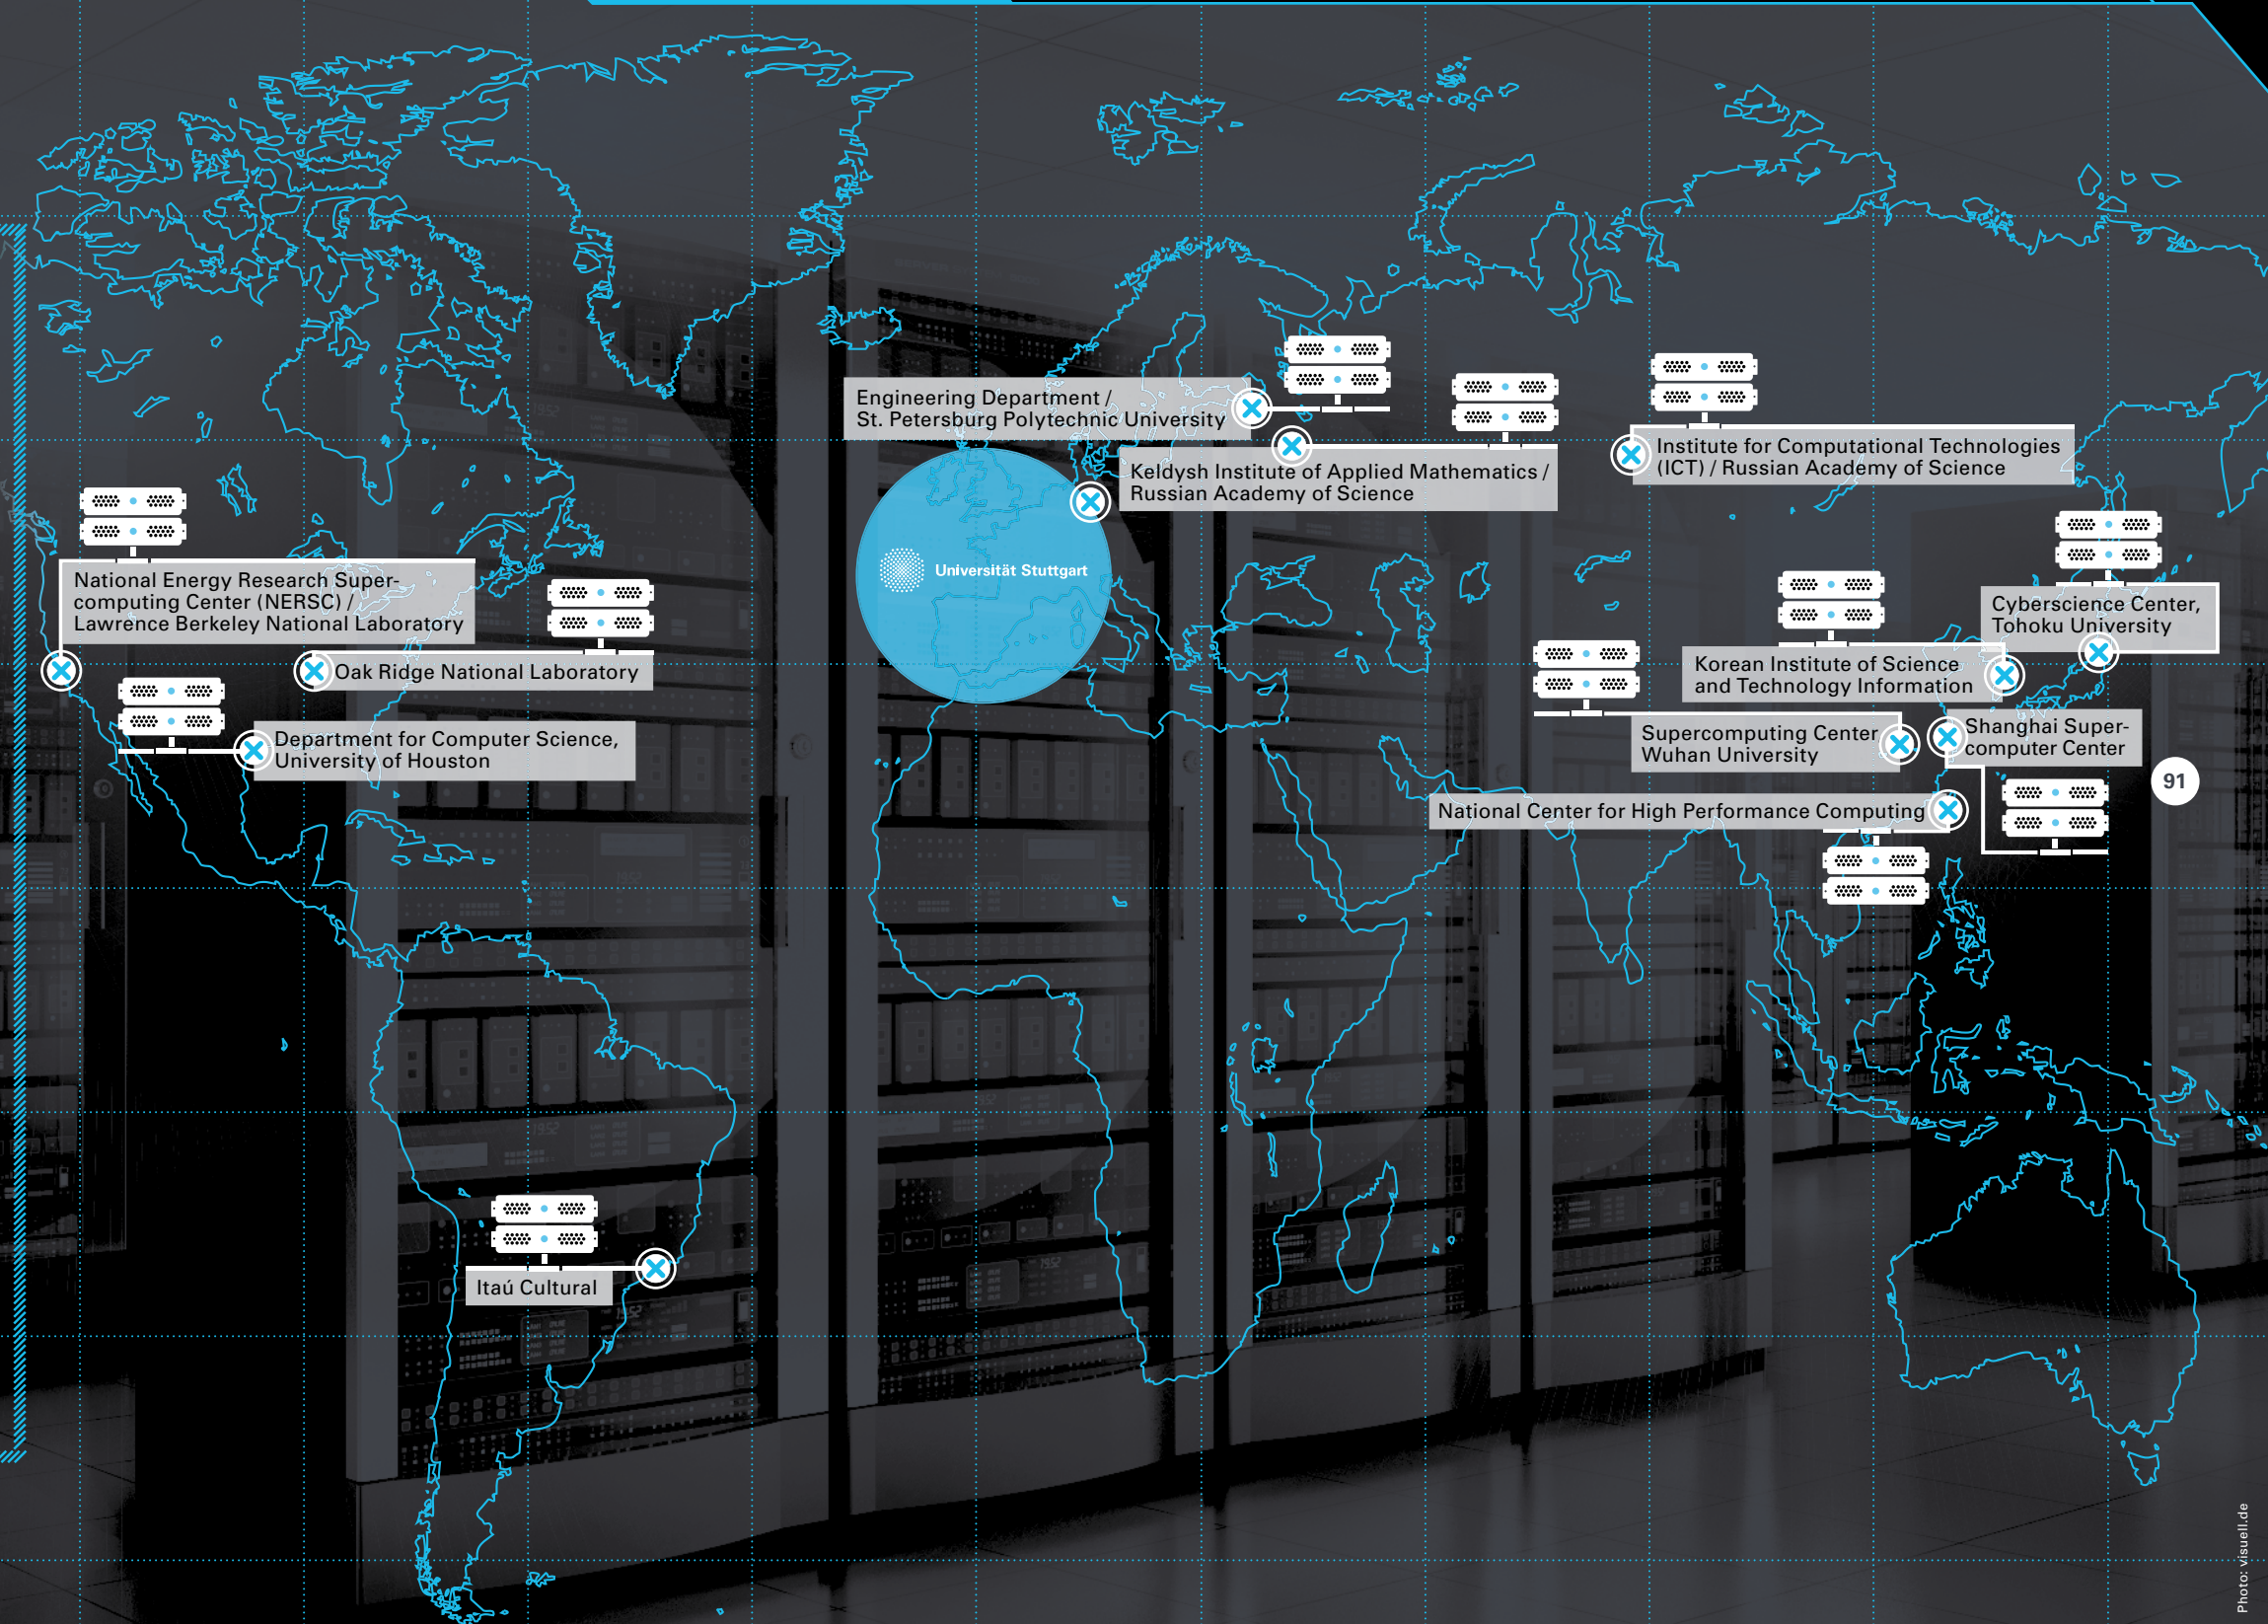 Engineering Department /
St. Petersburg Polytechnic University
Keldysh Institute of Applied Mathematics /
Russian Academy of Science
Institute for Computational Technologies
(ICT) / Russian Academy of Science
National Energy Research Super-
computing Center (NERSC) /
Lawrence Berkeley National Laboratory
Universität Stuttgart
Cyberscience Center,
Tohoku University
Oak Ridge National Laboratory
Korean Institute of Science
and Technology Information
Department for Computer Science,
University of Houston
Supercomputing Center
Wuhan University
Shanghai Super-
computer Center
91
National Center for High Performance Computing
Itaú Cultural
Photo: visuell.de